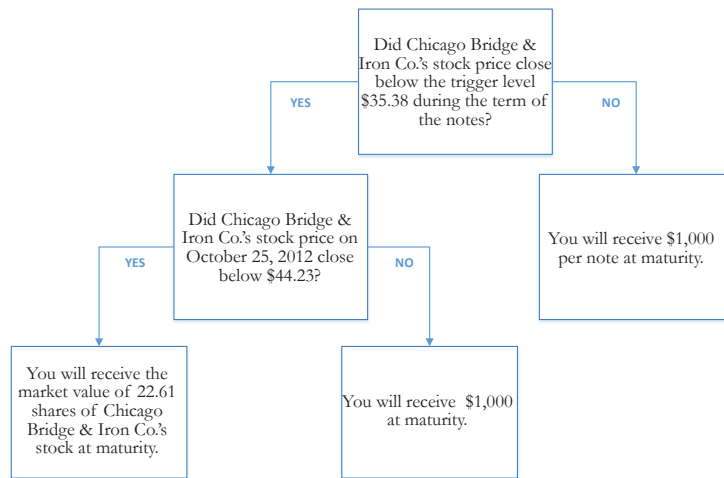 Did Chicago Bridge &
Iron Co.'s stock price close
below the trigger level
$35.38 during the term of
the notes?
YES
NO
Did Chicago Bridge &
Iron Co.'s stock price on
October 25, 2012 close
below $44.23?
You will receive $1,000
per note at maturity.
YES
NO
You will receive the
market value of 22.61
shares of Chicago
Bridge & Iron Co.'s
stock at maturity.
You will receive $1,000
at maturity.